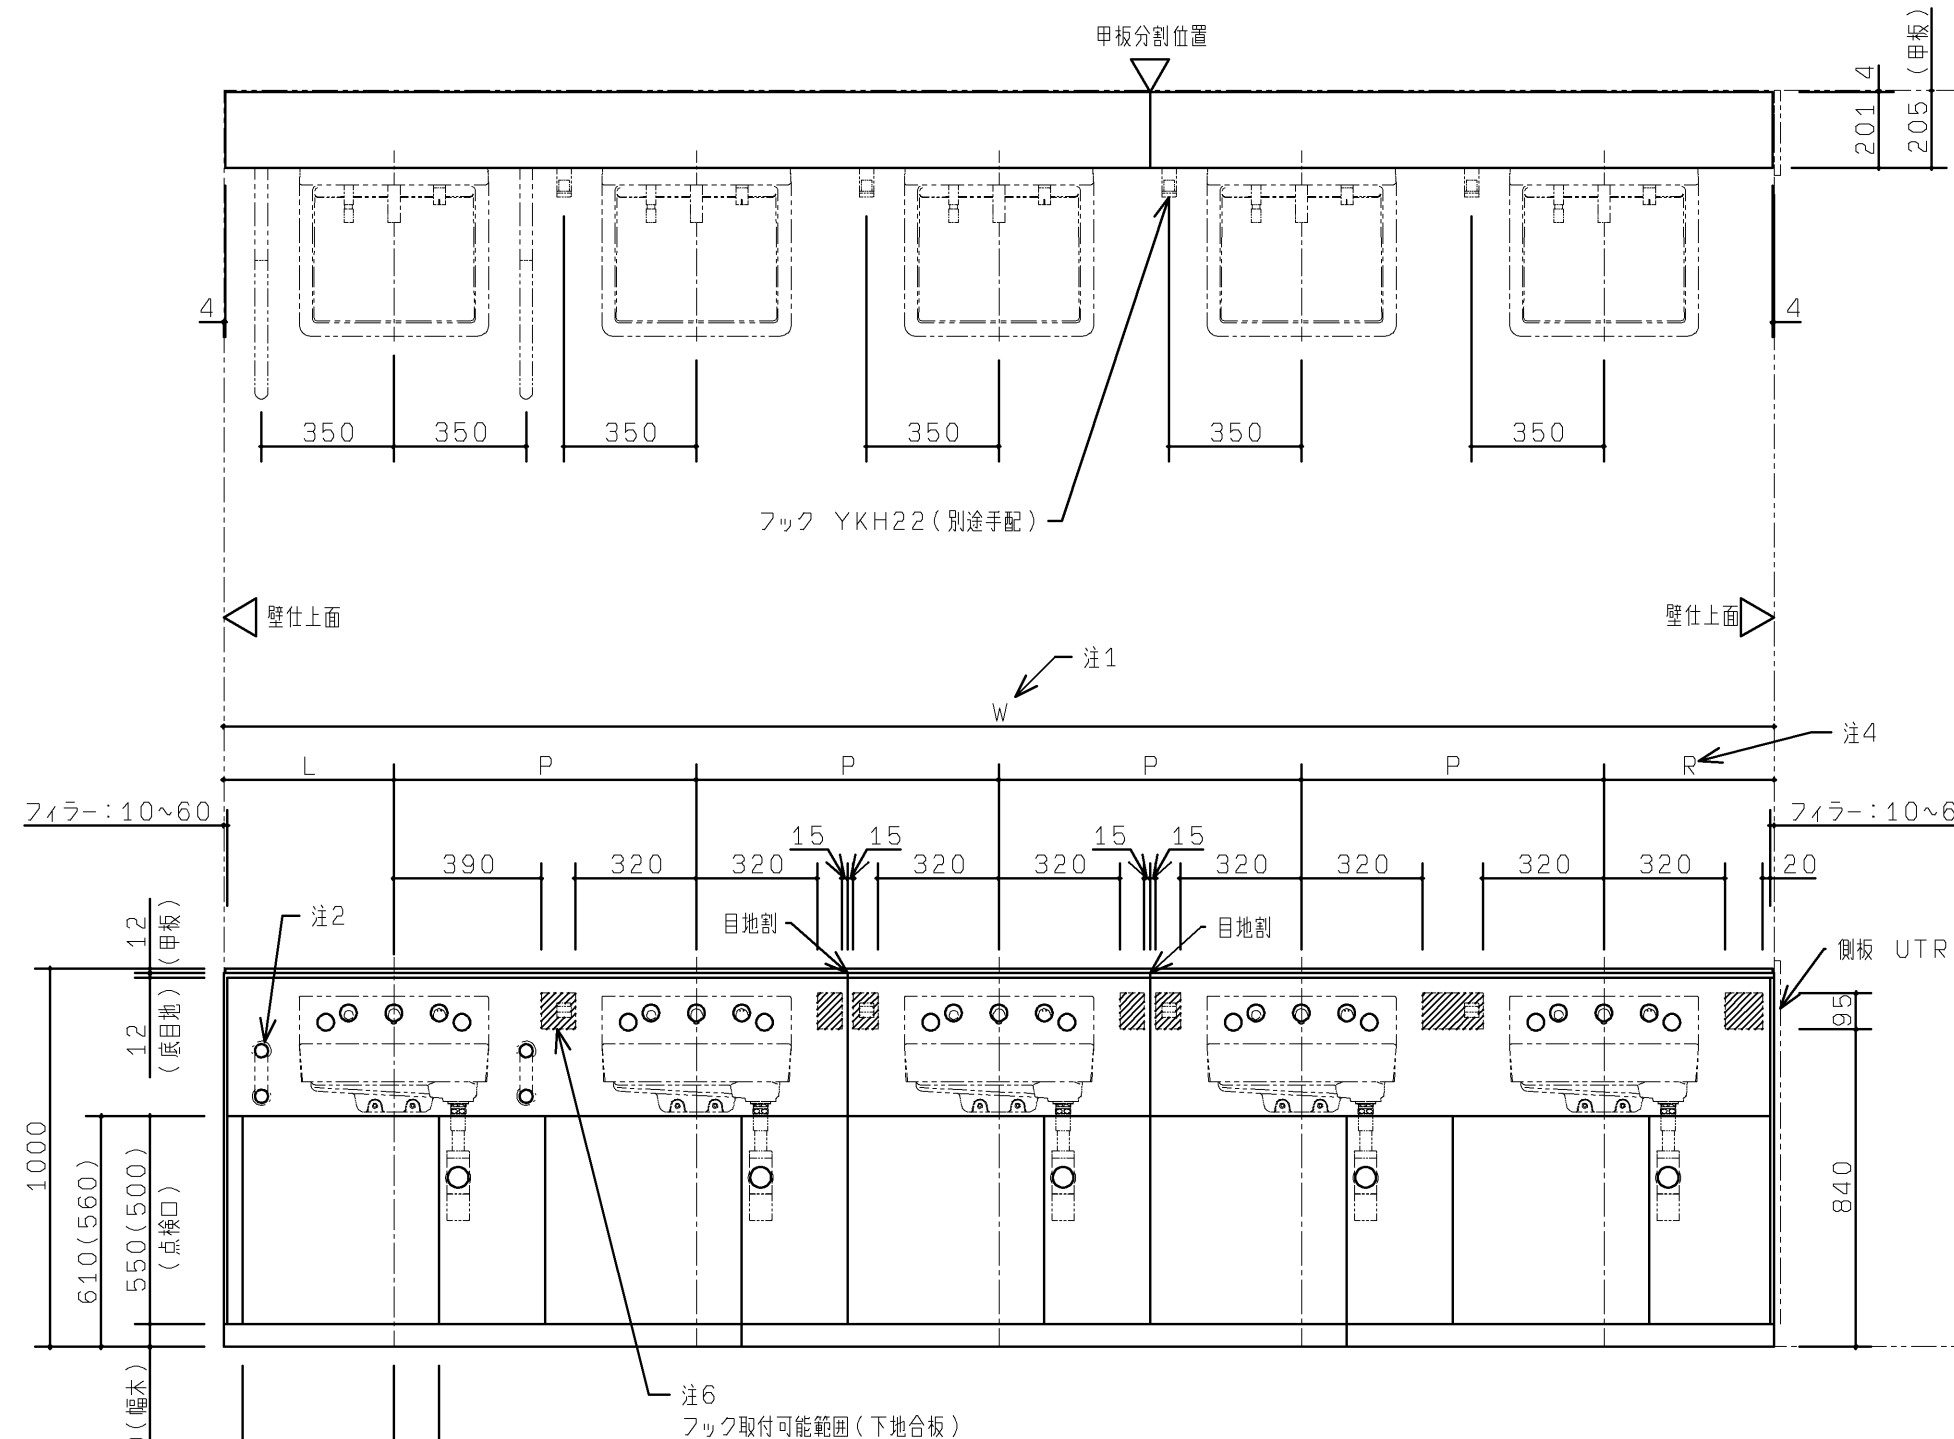 甲板分割位置
4
201
205(甲板)
4
4
350
350
350
350
350
350
フック YKH22(別途手配)
壁仕上面
壁仕上面
注1
W
注4
L
P
P
P
P
R
フィラー:10~60
フィラー:10~6
15
15
15
15
390
320
320
320
320
320
320
320
320
20
注2
目地割
目地割
側板 UTR
12
(甲板)
12
(底目地)
95
1000
610(560)
550(500)
(点検口)
840
(幅木)
注6
フック取付可能範囲(下地合板)